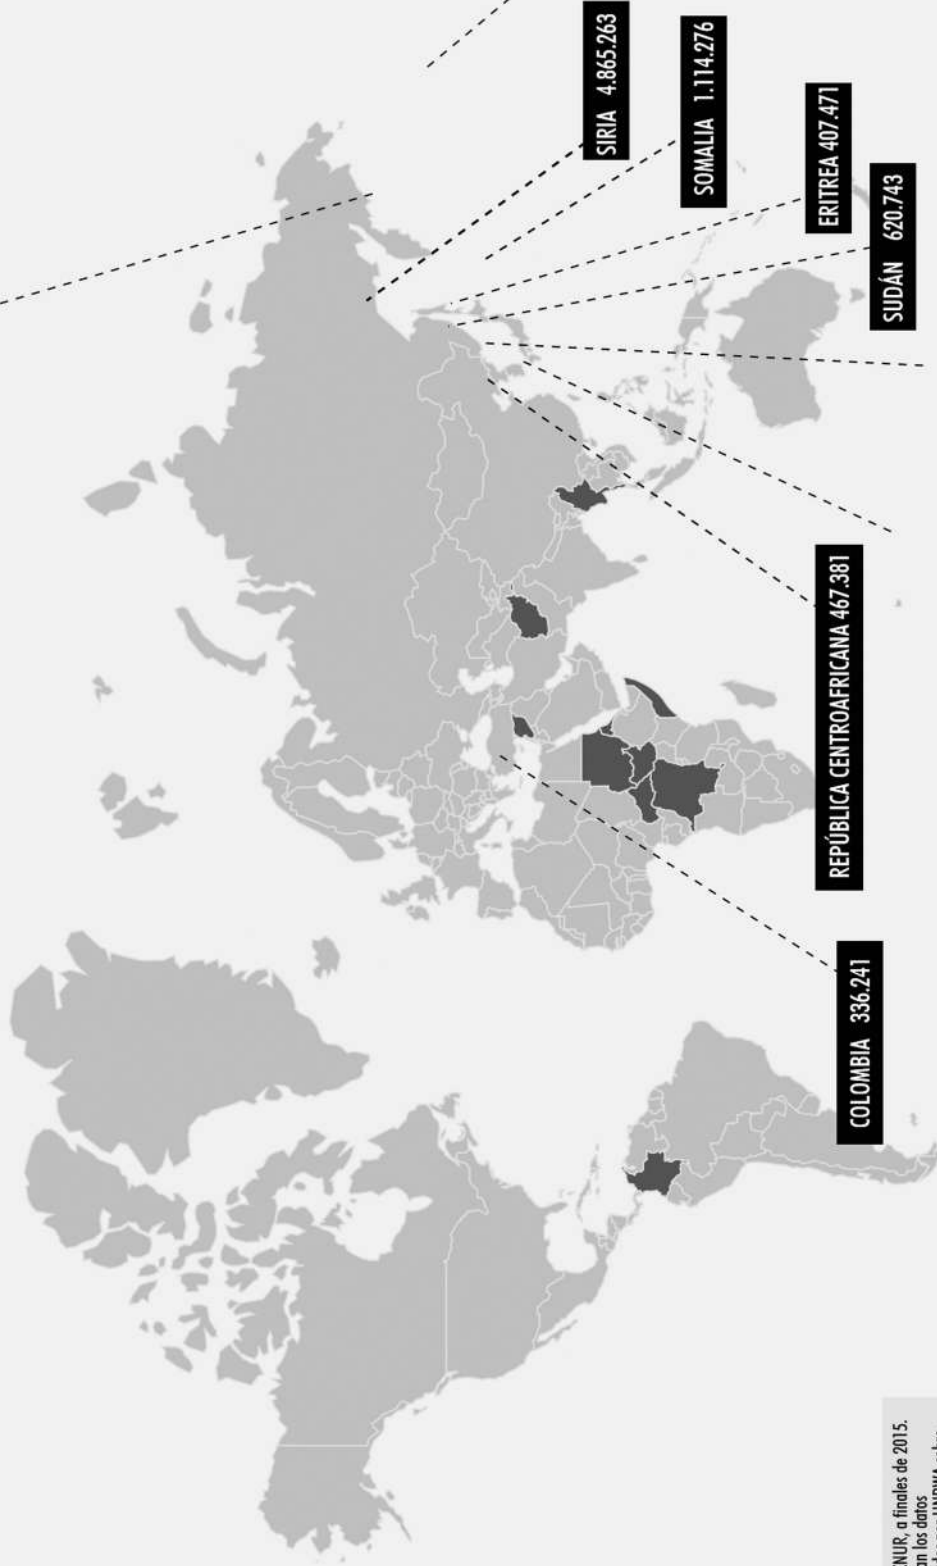 SIRIA 4.865.263
SOMALIA 1.114.276
ERITREA 407.471
SUDÁN 620.743
REPÚBLICA CENTROAFRICANA 467.381
COLOMBIA 336.241
, a finales de 2015.
los datos
UNRWA